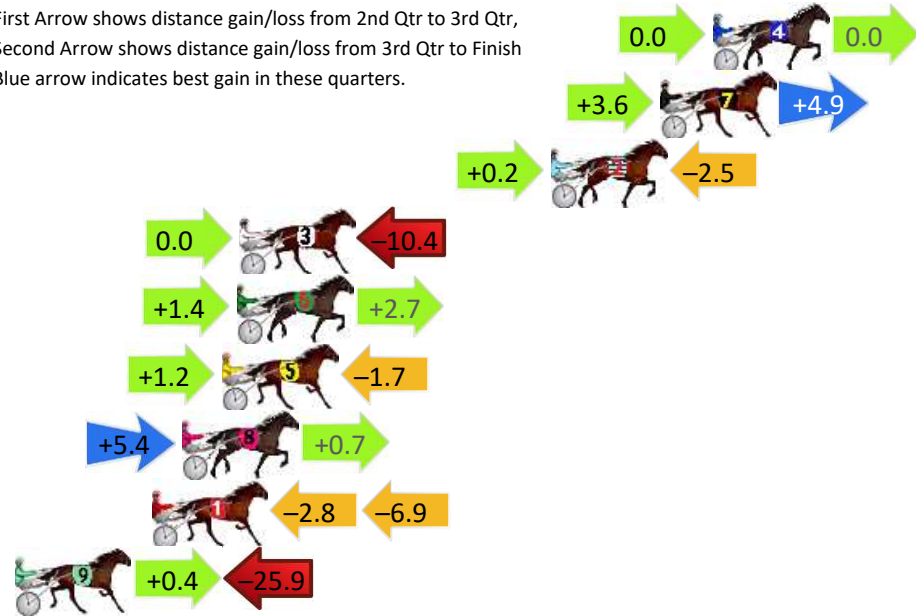 First Arrow shows distance gain/loss from 2nd Qtr to 3rd Qtr,
Second Arrow shows distance gain/loss from 3rd Qtr to Finish
Blue arrow indicates best gain in these quarters.
0.0 4 0.0
+3.6 7 +4.9
+0.2 2 –2.5
0.0 3 –10.4
+1.4 6 +2.7
+1.2 5 –1.7
+5.4 8 +0.7
1 –2.8 –6.9
9 +0.4 –25.9